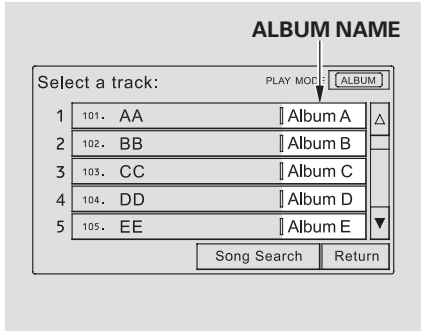 ALBUM NAME
Select a track: PLAY MODE ALBUM
1 101. AA Album A
2 102. BB Album B
3 103. CC Album C
4 104. DD Album D
5 105. EE Album E
Song Search Return